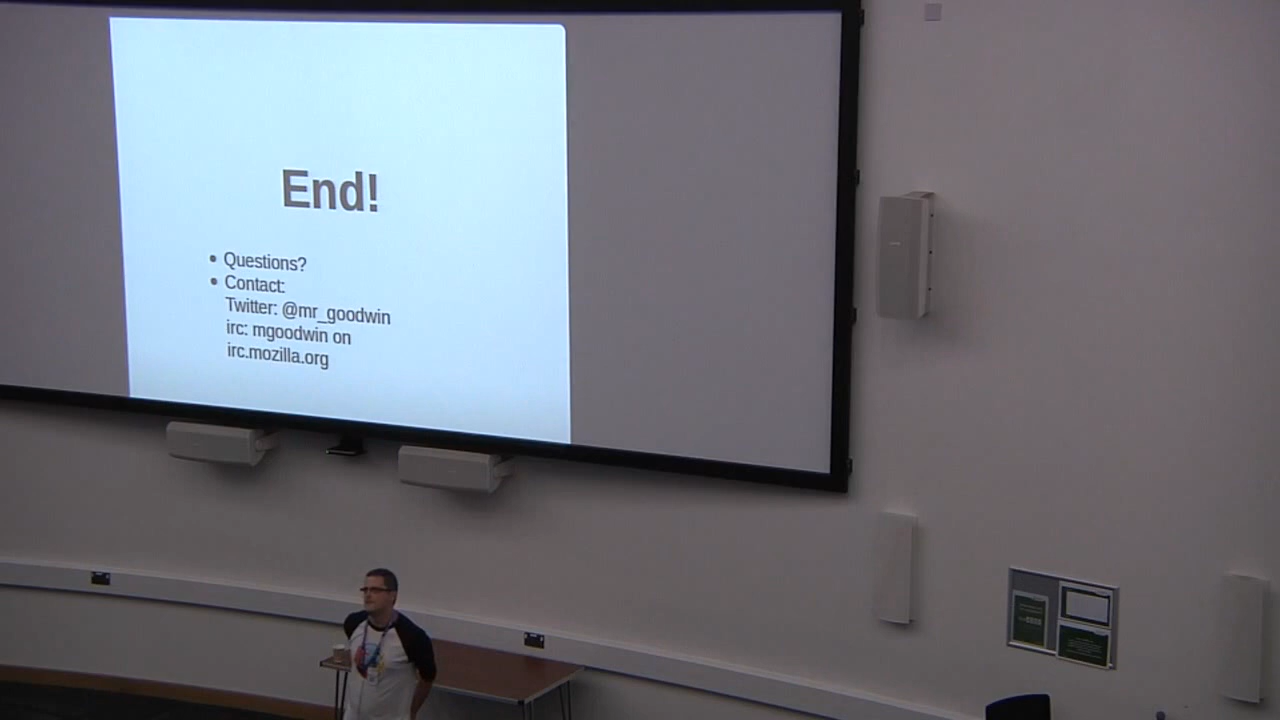 End!
• Questions?
• Contact:
Twitter: @mr_goodwin
irc: mgoodwin on
irc.mozilla.org